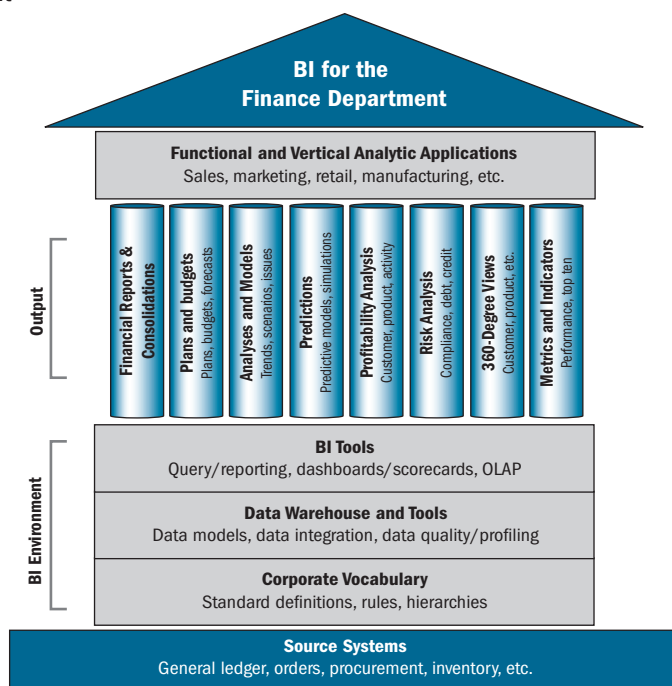 BI for the
Finance Department
Functional and Vertical Analytic Applications
Sales, marketing, retail, manufacturing, etc.
Output
Financial Reports &
Consolidations
Plans and budgets
Plans, budgets, forecasts
Analyses and Models
Trends, scenarios, issues
Predictions
Predictive models, simulations
Profitability Analysis
Customer, product, activity
Risk Analysis
Compliance, debt, credit
360-Degree Views
Customer, product, etc.
Metrics and Indicators
Performance, top ten
BI Environment
BI Tools
Query/reporting, dashboards/scorecards, OLAP
Data Warehouse and Tools
Data models, data integration, data quality/profiling
Corporate Vocabulary
Standard definitions, rules, hierarchies
Source Systems
General ledger, orders, procurement, inventory, etc.